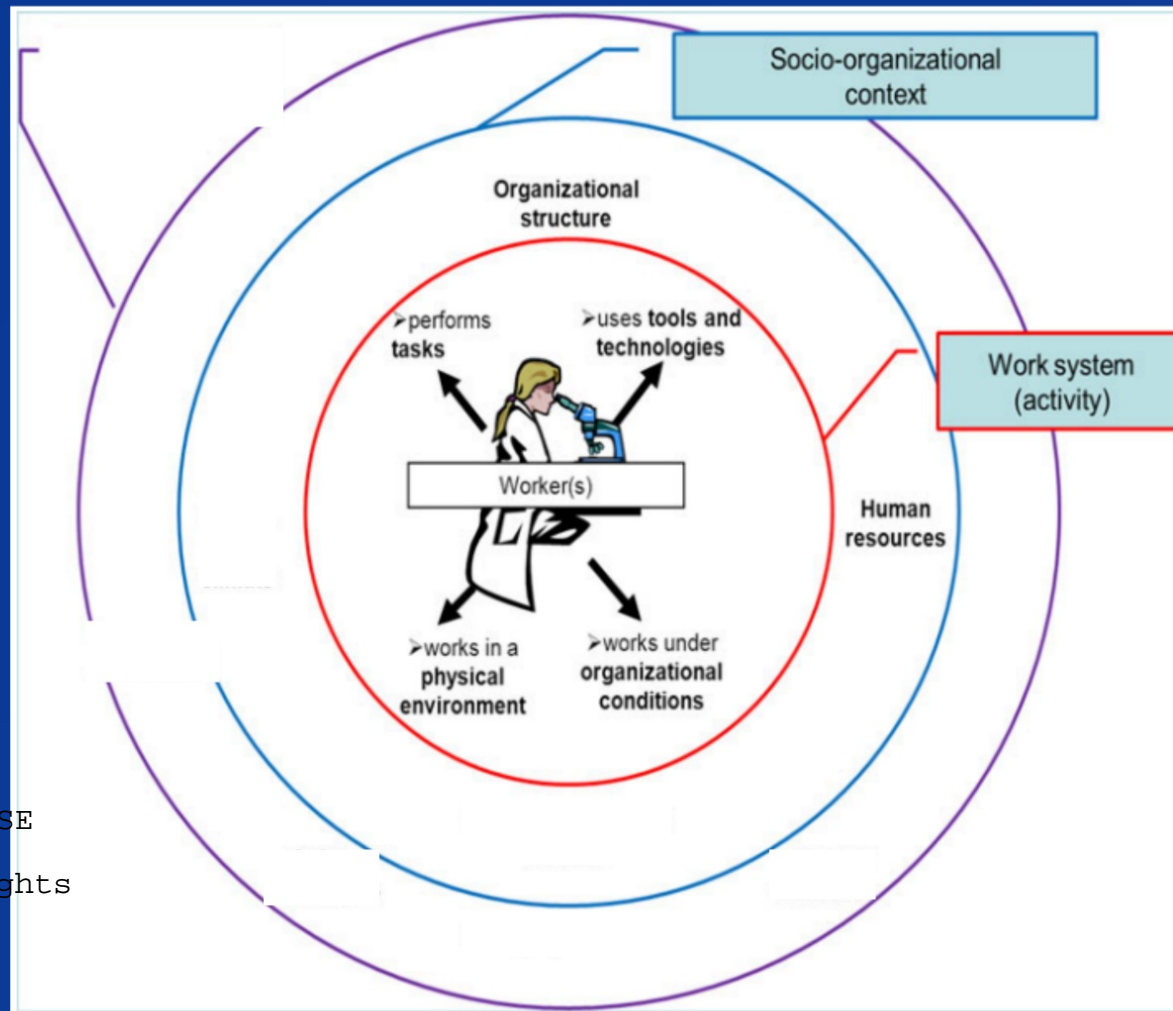 Socio-organizational
context
Organizational
structure
➢performs
tasks
➢uses tools and
technologies
Work system
(activity)
Worker(s)
Human
resources
➢works in a
physical
environment
➢works under
organizational
conditions